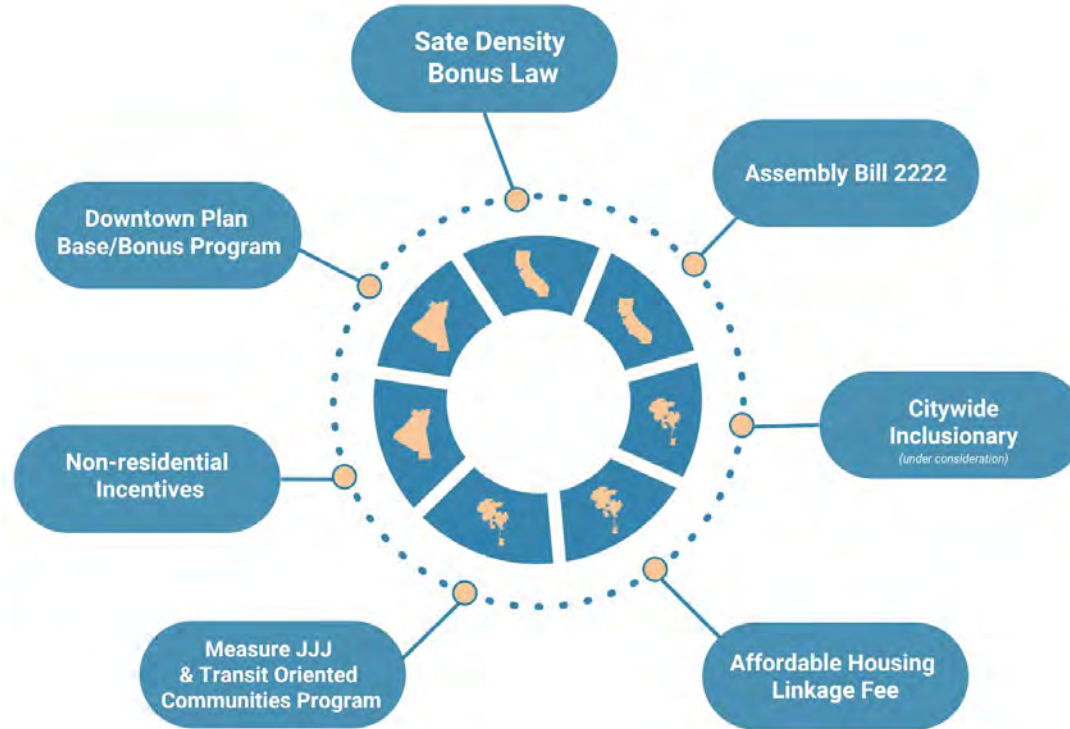 Sate Density
Bonus Law
Assembly Bill 2222
Downtown Plan
Base/Bonus Program
Citywide
Inclusionary
(under consideration)
Non-residential
Incentives
Measure JJJ
& Transit Oriented
Communities Program
Affordable Housing
Linkage Fee